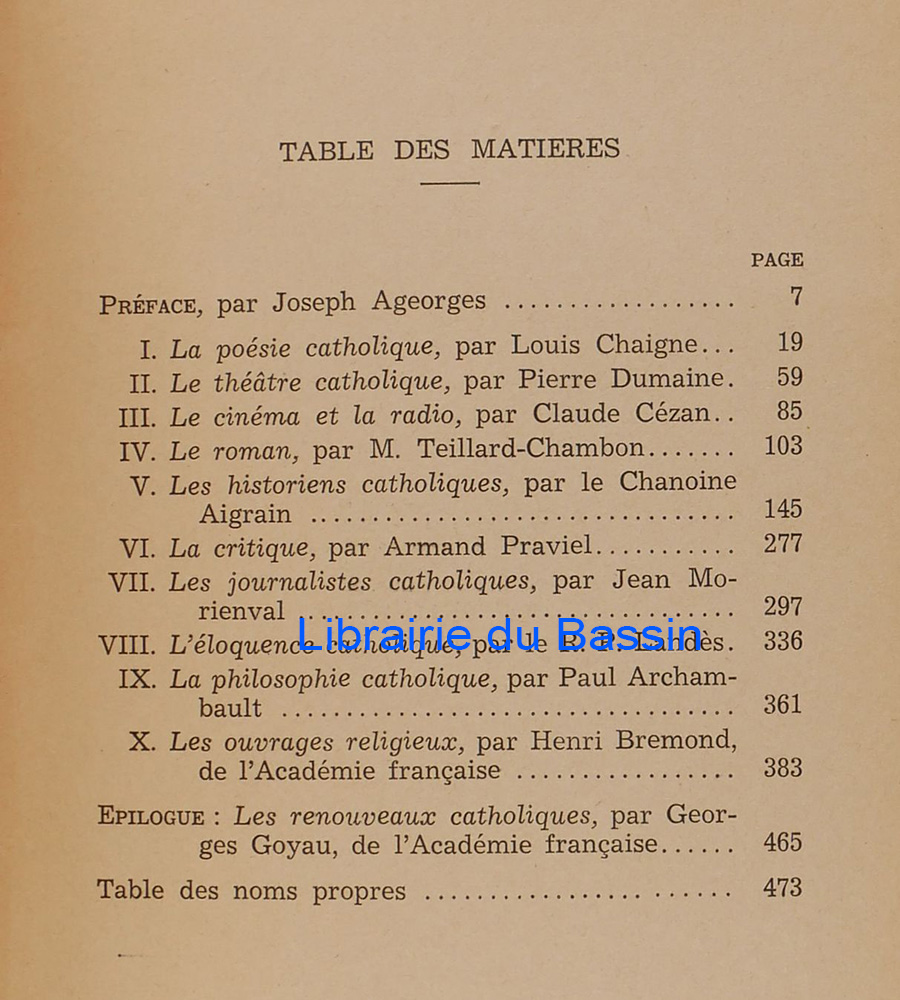 TABLE DES MATIERES
PAGE
PRÉFACE, par Joseph Ageorges .................. 7
I. La poésie catholique, par Louis Chaigne... 19
II. Le théâtre catholique, par Pierre Dumaine. 59
III. Le cinéma et la radio, par Claude Cézan.. 85
IV. Le roman, par M. Teillard-Chambon....... 103
V. Les historiens catholiques, par le Chanoine
Aigrain ................................. 145
VI. La critique, par Armand Praviel........... 277
VII. Les journalistes catholiques, par Jean Mo-
rienval ................................. 297
VIII. L'éloquence catholique, par le R. P. Landès. 336
Librairie du Bassin
IX. La philosophie catholique, par Paul Archam-
bault ................................... 361
X. Les ouvrages religieux, par Henri Bremond,
de l'Académie française ................. 383
EPILOGUE : Les renouveaux catholiques, par Geor-
ges Goyau, de l'Académie française...... 465
Table des noms propres ........................ 473